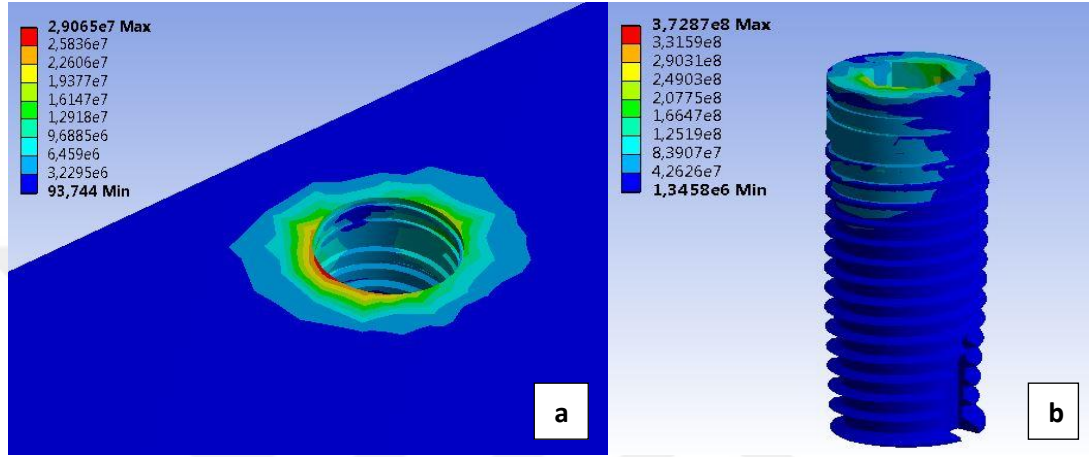 2,9065e7 Max
2,5836e7
2,2606e7
1,9377e7
1,6147e7
1,2918e7
9,6885e6
6,459e6
3,2295e6
93,744 Min
a
3,7287e8 Max
3,3159e8
2,9031e8
2,4903e8
2,0775e8
1,6647e8
1,2519e8
8,3907e7
4,2626e7
1,3458e6 Min
b